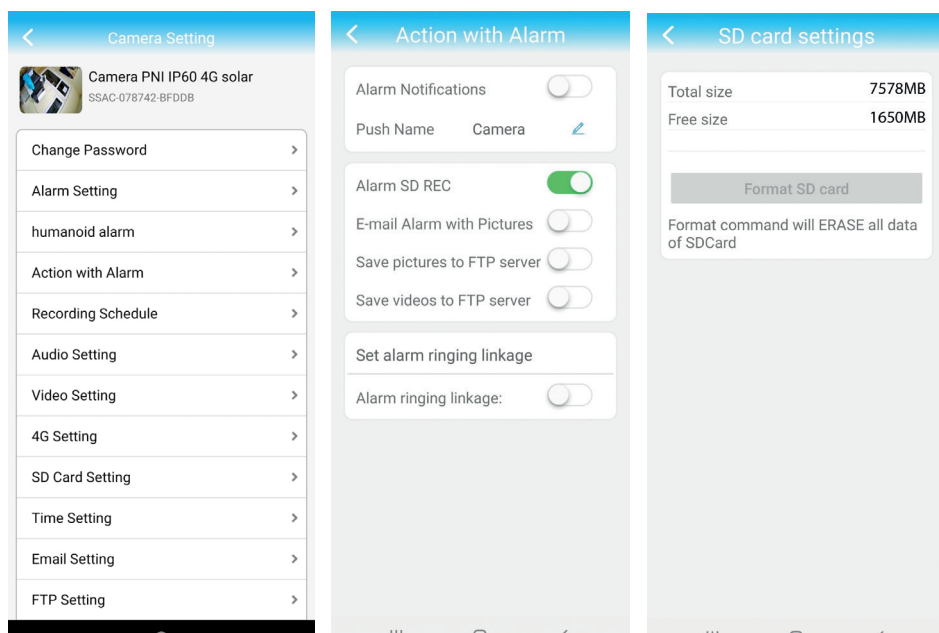 Camera Setting
Camera PNI IP60 4G solar
SSAC-078742-BFDDB
Change Password
Alarm Setting
humanoid alarm
Action with Alarm
Recording Schedule
Audio Setting
Video Setting
4G Setting
SD Card Setting
Time Setting
Email Setting
FTP Setting
Action with Alarm
Alarm Notifications
Push Name Camera
Alarm SD REC
E-mail Alarm with Pictures
Save pictures to FTP server
Save videos to FTP server
Set alarm ringing linkage
Alarm ringing linkage:
SD card settings
Total size 7578MB
Free size 1650MB
Format SD card
Format command will ERASE all data
of SDCard